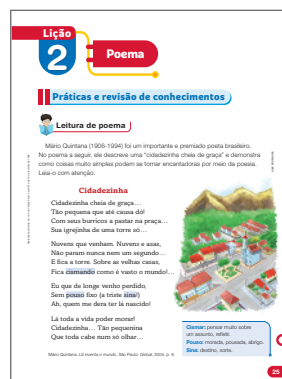 Lição
2
Poema
Práticas e revisão de conhecimentos
Leitura de poema
Mário Quintana (1906-1994) foi um importante e premiado poeta brasileiro.
No poema a seguir, ele descreve uma "cidadezinha cheia de graça" e demonstra
como coisas muito simples podem se tornar encantadoras por meio da poesia.
Leia-o com atenção.
Cidadezinha
Cidadezinha cheia de graça...
Tão pequena que até causa dó!
Com seus burricos a pastar na praça...
Sua igrejinha de uma torre só...
Nuvens que venham. Nuvens e asas,
Não param nunca nem um segundo...
E fica a torre. Sobre as velhas casas,
Fica cismando como é vasto o mundo!...
Eu que de longe venho perdido,
Sem pouso fixo (a triste sina!)
Ah, quem me dera ter lá nascido!
Lá toda a vida poder morar!
Cidadezinha... Tão pequenina
Que toda cabe num só olhar...
Cismar: pensar muito sobre
um assunto, refletir.
Pouso: morada, pousada, abrigo.
Sina: destino, sorte.
Mário Quintana. Lili inventa o mundo. São Paulo: Global, 2005. p. 9.
25